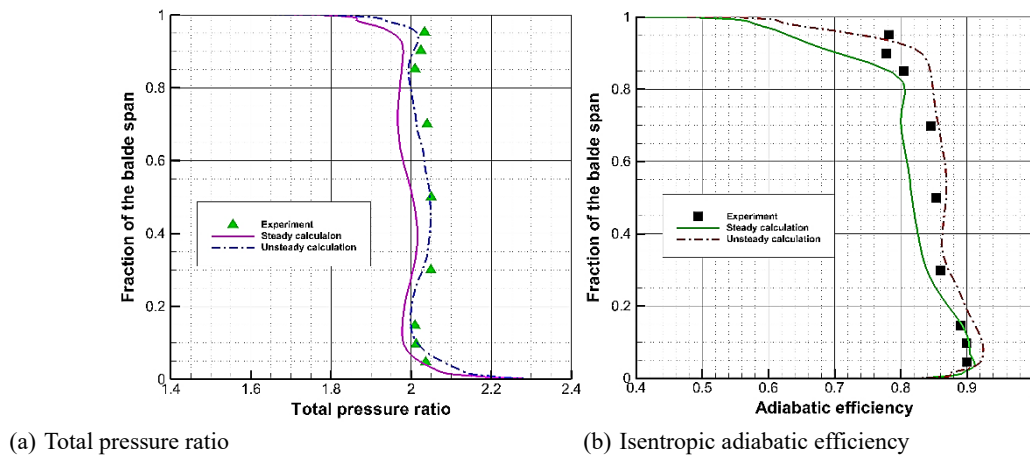 1
0.8
0.6
0.4
0.2
0
Fraction of the balde span
Experiment
Steady calculaion
Unsteady calculation
1.4
1.6
1.8
2
2.2
2.4
Total pressure ratio
1
0.8
0.6
0.4
0.2
0
Fraction of the balde span
Experiment
Steady calculation
Unsteady calculation
0.4
0.5
0.6
0.7
0.8
0.9
Adiabatic efficiency
(a) Total pressure ratio
(b) Isentropic adiabatic efficiency